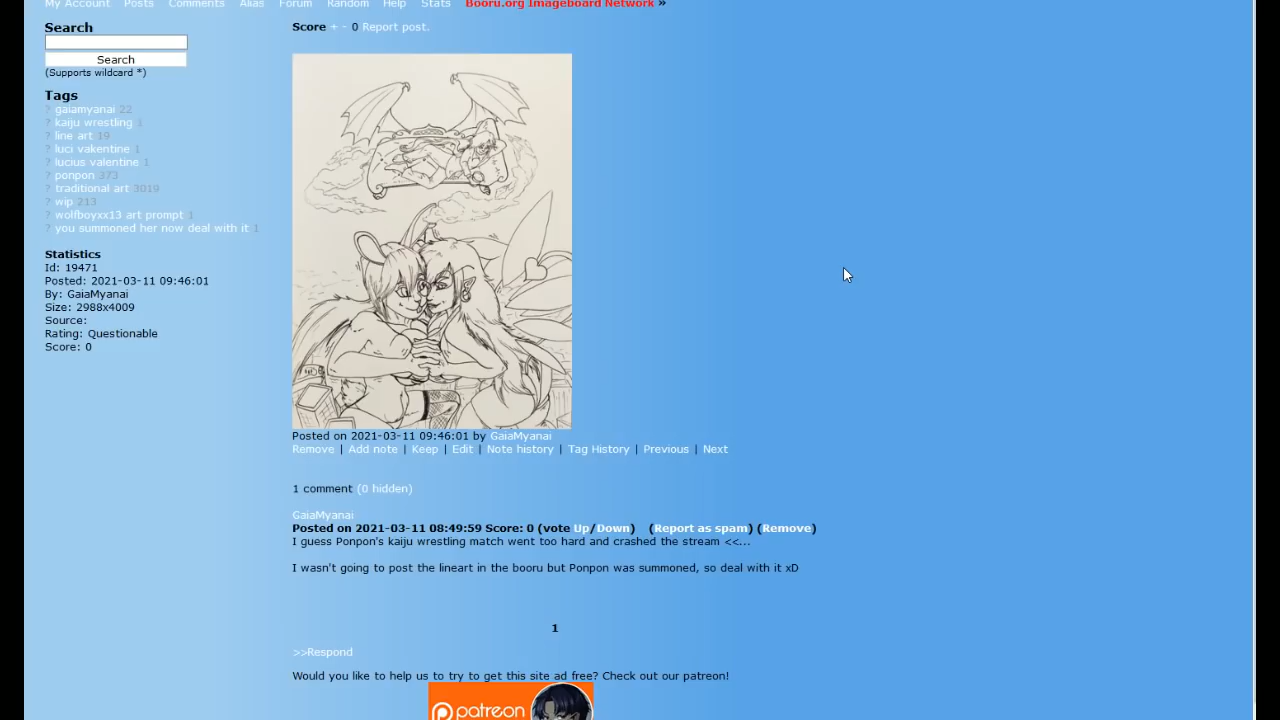 My Account Posts Comments Alias Forum Random Help Stats Booru.org Imageboard Network »
Search
Search
(Supports wildcard *)
Tags
? gaiamyanai 22
? kaiju wrestling 1
? line art 19
? luci vakentine 1
? lucius valentine 1
? ponpon 373
? traditional art 3019
? wip 213
? wolfboyxx13 art prompt 1
? you summoned her now deal with it 1
Statistics
Id: 19471
Posted: 2021-03-11 09:46:01
By: GaiaMyanai
Size: 2988x4009
Source:
Rating: Questionable
Score: 0
Score + - 0 Report post.
Posted on 2021-03-11 09:46:01 by GaiaMyanai
Remove | Add note | Keep | Edit | Note history | Tag History | Previous | Next
1 comment (0 hidden)
GaiaMyanai
Posted on 2021-03-11 08:49:59 Score: 0 (vote Up/Down) (Report as spam) (Remove)
I guess Ponpon's kaiju wrestling match went too hard and crashed the stream <<...
I wasn't going to post the lineart in the booru but Ponpon was summoned, so deal with it xD
1
>>Respond
Would you like to help us to try to get this site ad free? Check out our patreon!
patreon